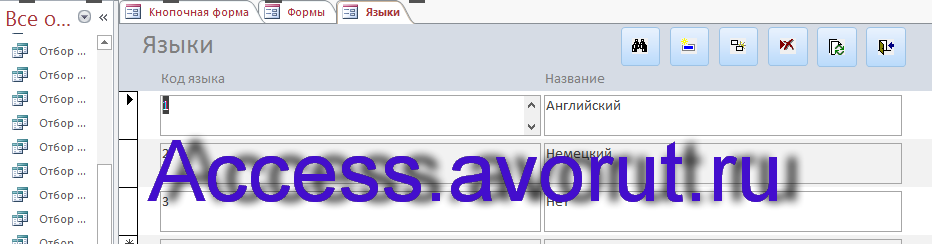 Все о...
Кнопочная форма
Формы
Языки
Отбор ...
Отбор ...
Отбор ...
Отбор ...
Отбор ...
Отбор ...
Отбор ...
Отбор ...
Отбор ...
Языки
Код языка
Название
1
Английский
2
Немецкий
3
Нет
Access.avorut.ru